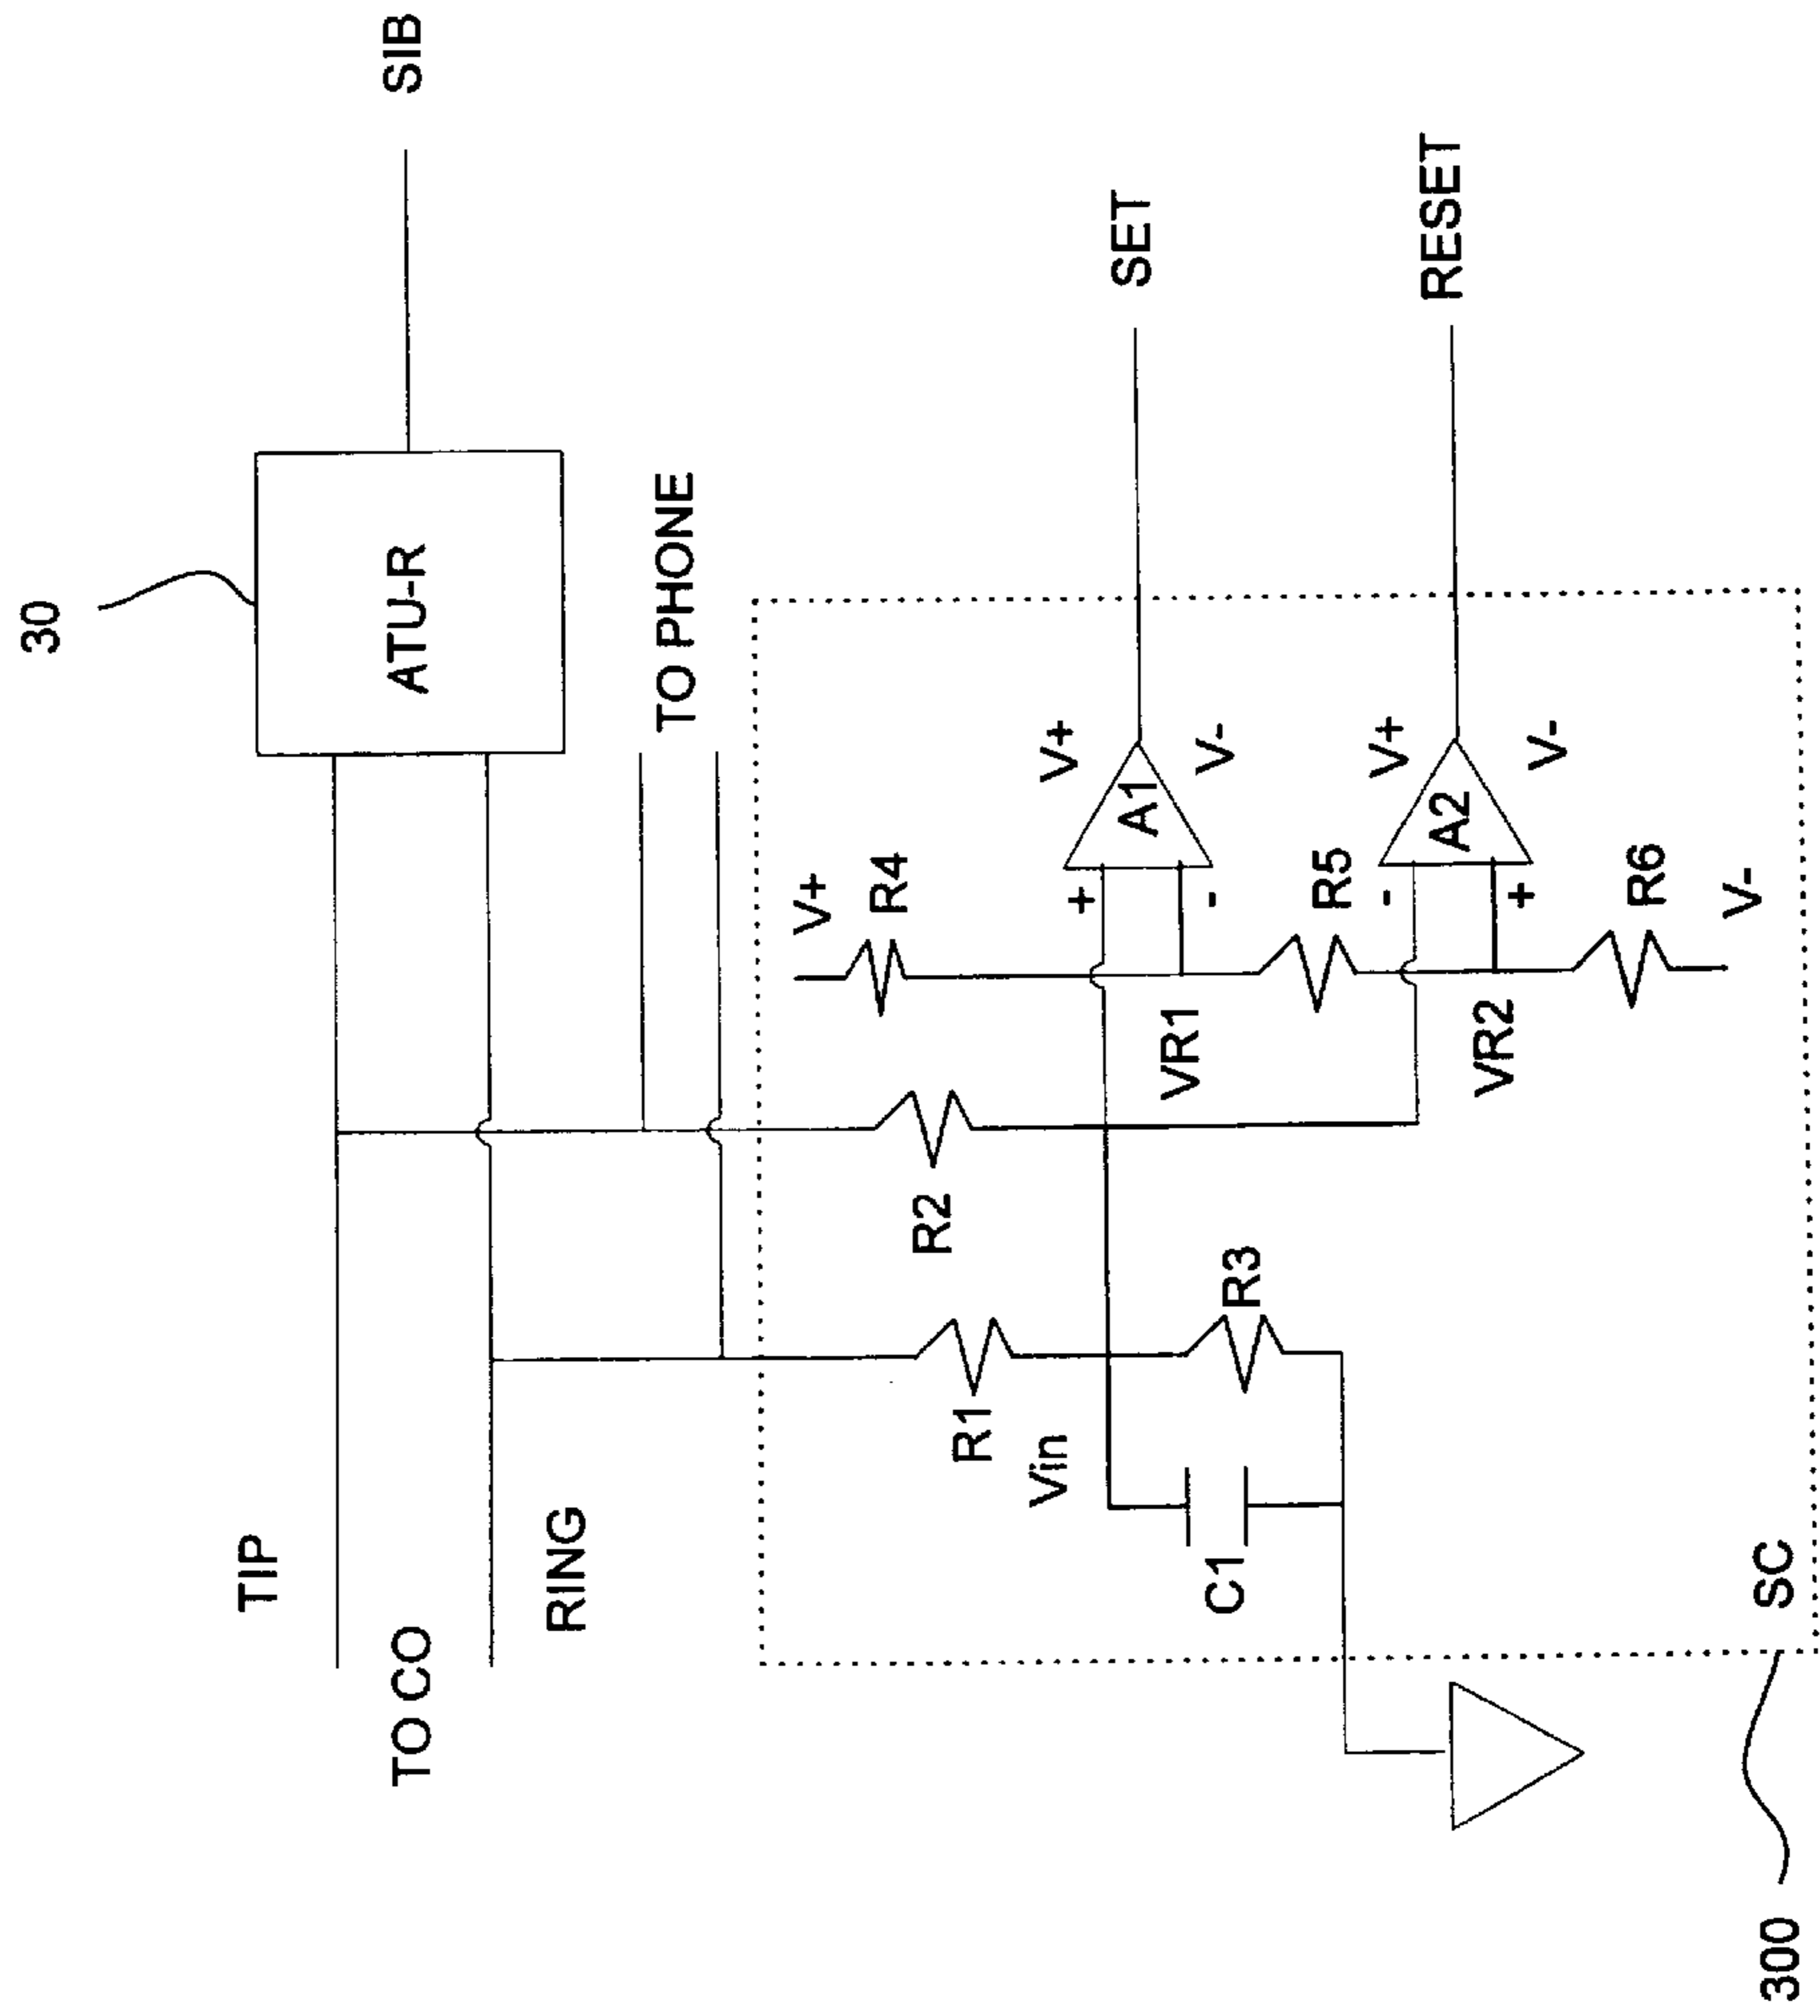 30
SIB
TIP
ATU-R
TO CO
RING
TO PHONE
V+
R4
R2
R1
Vin
V+
A1
SET
+
-
V-
VR1
R3
C1
R5
V+
A2
RESET
-
+
V-
VR2
R6
V-
SC
300